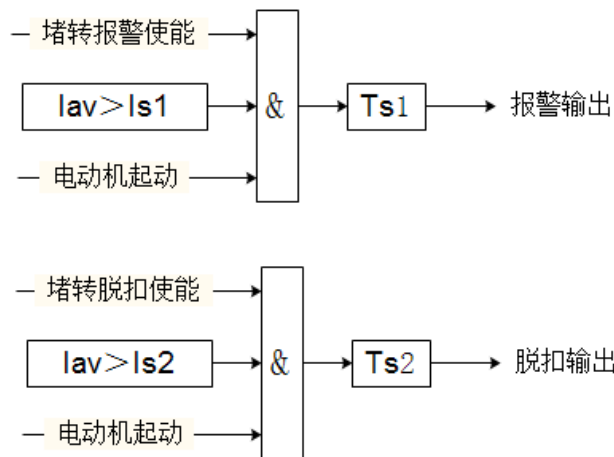 堵转报警使能
Iav＞Is1
&
Ts1
报警输出
电动机起动
堵转脱扣使能
Iav＞Is2
&
Ts2
脱扣输出
电动机起动